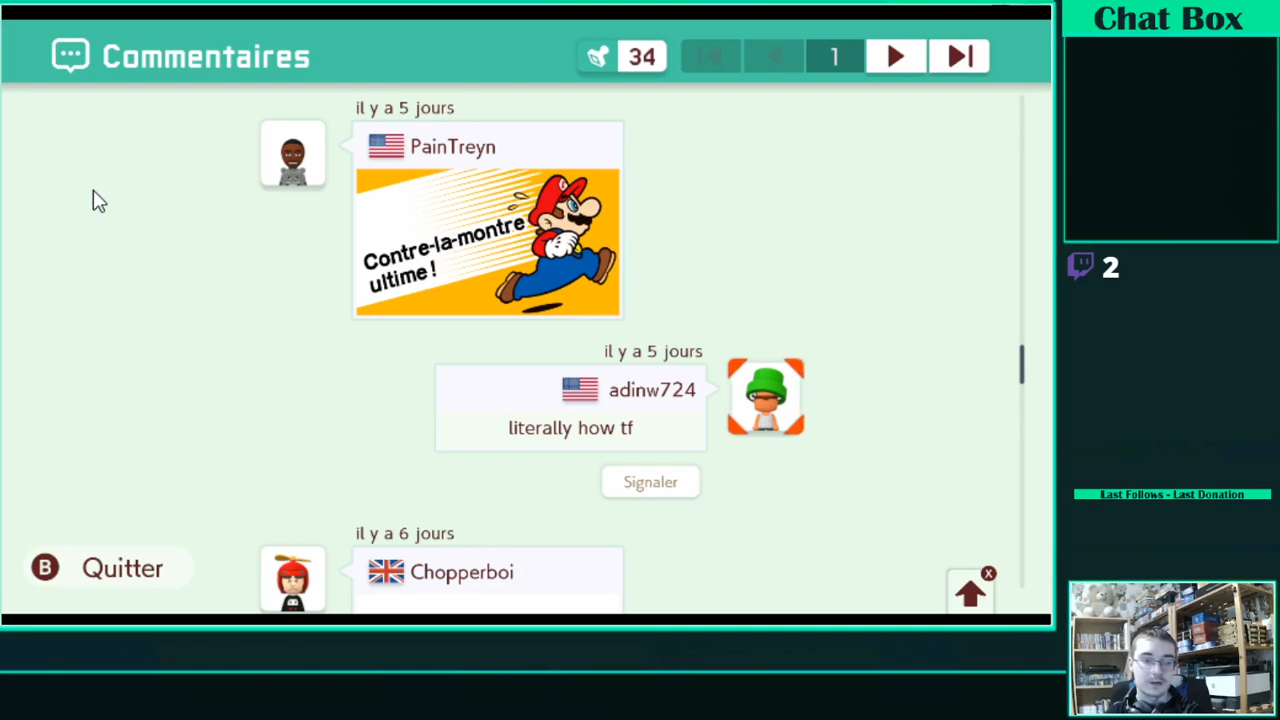 Chat Box
Commentaires
34
1
il y a 5 jours
PainTreyn
Contre-la-montre
ultime !
2
il y a 5 jours
adinw724
literally how tf
Signaler
Last Follows - Last Donation
il y a 6 jours
B Quitter
Chopperboi
X